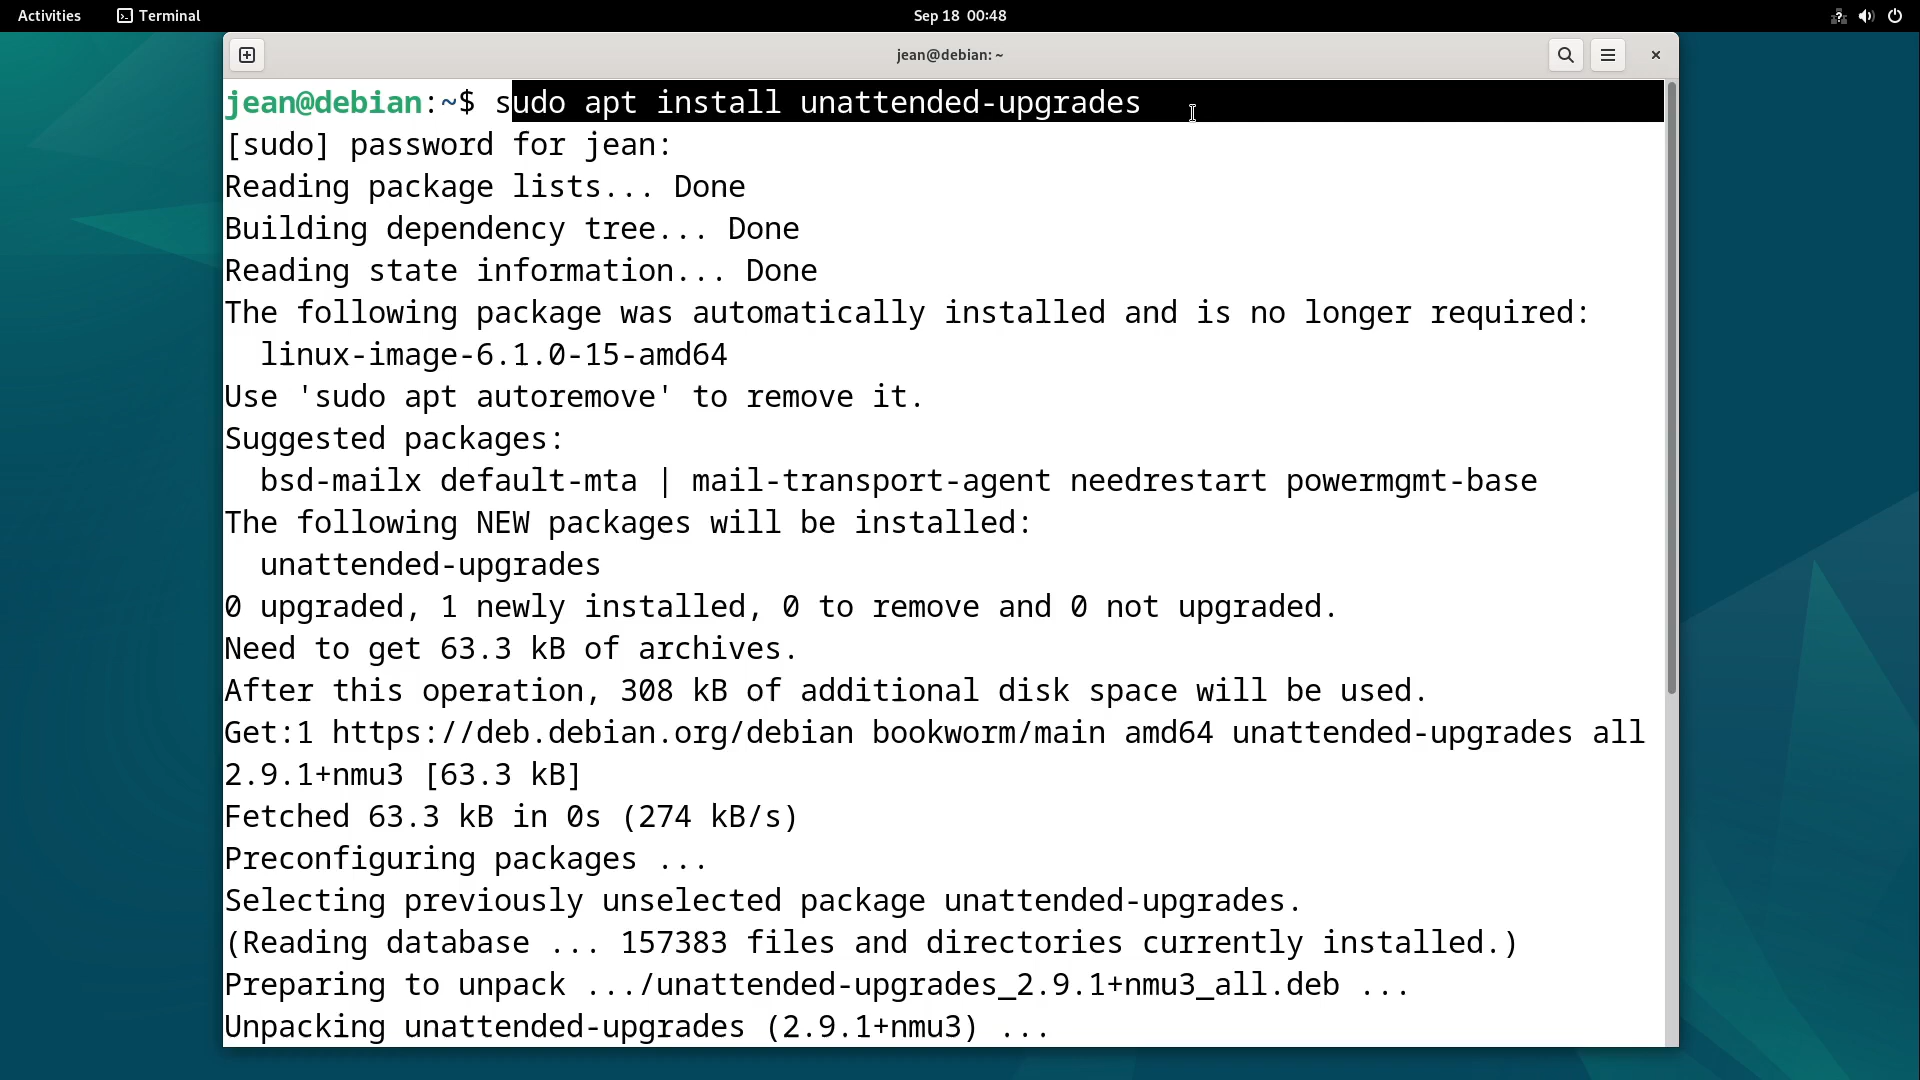 Activities Terminal Sep 18 00:48
jean@debian: ~
jean@debian:~$ sudo apt install unattended-upgrades
[sudo] password for jean:
Reading package lists... Done
Building dependency tree... Done
Reading state information... Done
The following package was automatically installed and is no longer required:
  linux-image-6.1.0-15-amd64
Use 'sudo apt autoremove' to remove it.
Suggested packages:
  bsd-mailx default-mta | mail-transport-agent needrestart powermgmt-base
The following NEW packages will be installed:
  unattended-upgrades
0 upgraded, 1 newly installed, 0 to remove and 0 not upgraded.
Need to get 63.3 kB of archives.
After this operation, 308 kB of additional disk space will be used.
Get:1 https://deb.debian.org/debian bookworm/main amd64 unattended-upgrades all
2.9.1+nmu3 [63.3 kB]
Fetched 63.3 kB in 0s (274 kB/s)
Preconfiguring packages ...
Selecting previously unselected package unattended-upgrades.
(Reading database ... 157383 files and directories currently installed.)
Preparing to unpack .../unattended-upgrades_2.9.1+nmu3_all.deb ...
Unpacking unattended-upgrades (2.9.1+nmu3) ...